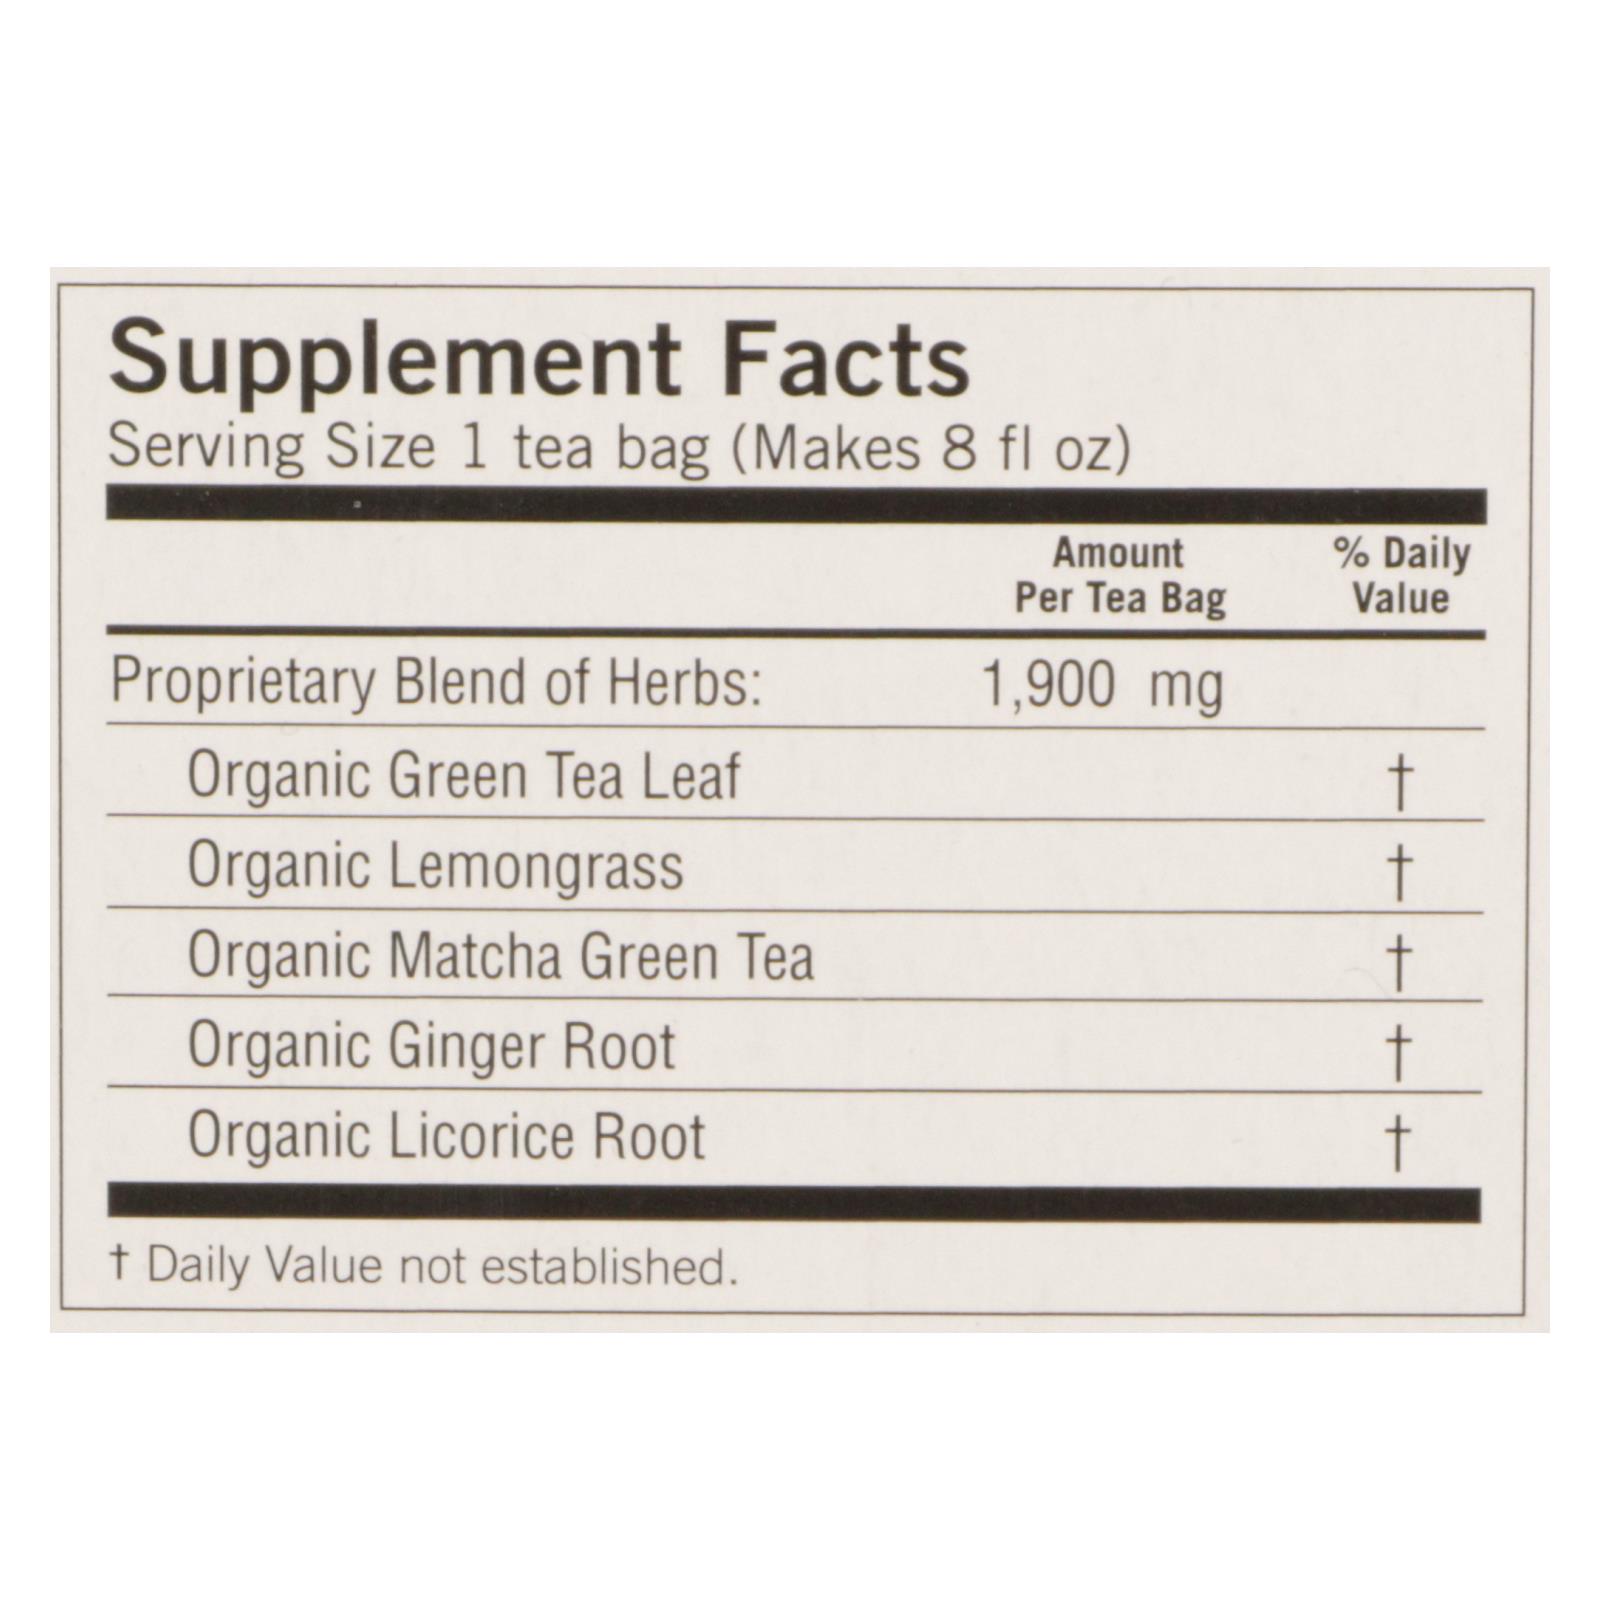 Supplement Facts
Serving Size 1 tea bag (Makes 8 fl oz)
Amount
Per Tea Bag
% Daily
Value
Proprietary Blend of Herbs: 1,900 mg
Organic Green Tea Leaf †
Organic Lemongrass †
Organic Matcha Green Tea †
Organic Ginger Root †
Organic Licorice Root †
† Daily Value not established.